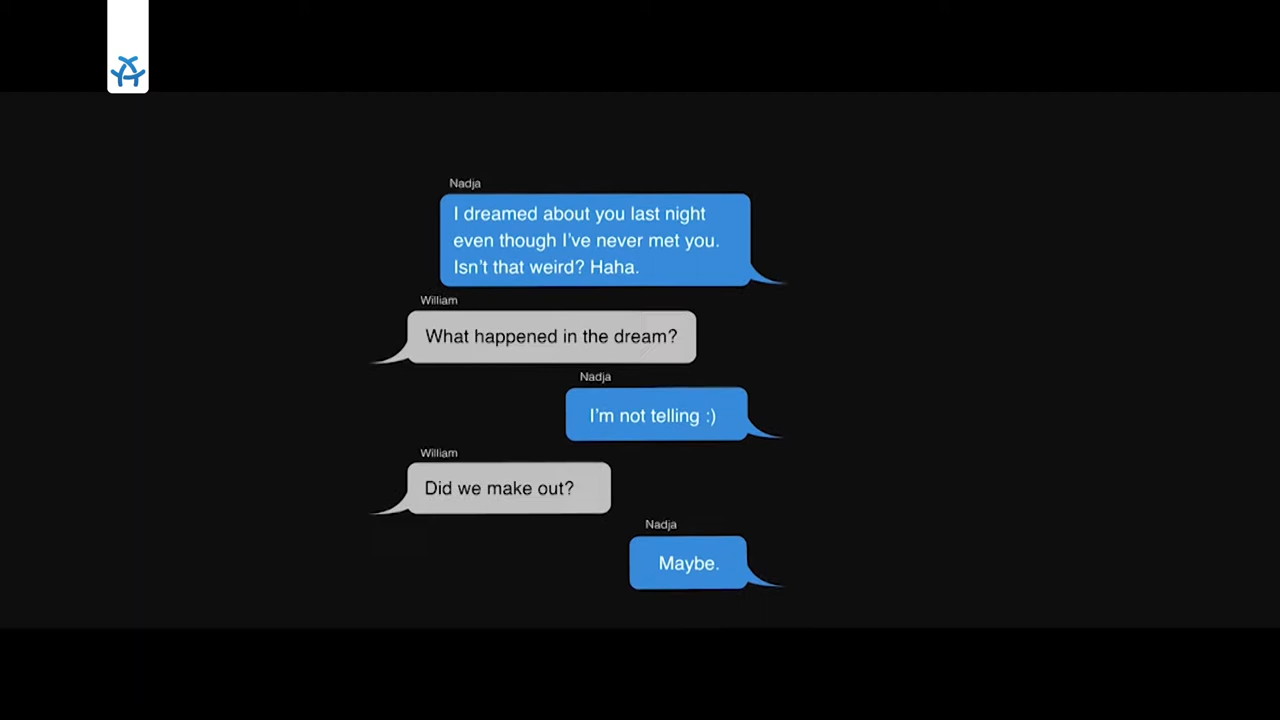 Nadja
I dreamed about you last night
even though I've never met you.
Isn't that weird? Haha.
William
What happened in the dream?
Nadja
I'm not telling :)
William
Did we make out?
Nadja
Maybe.